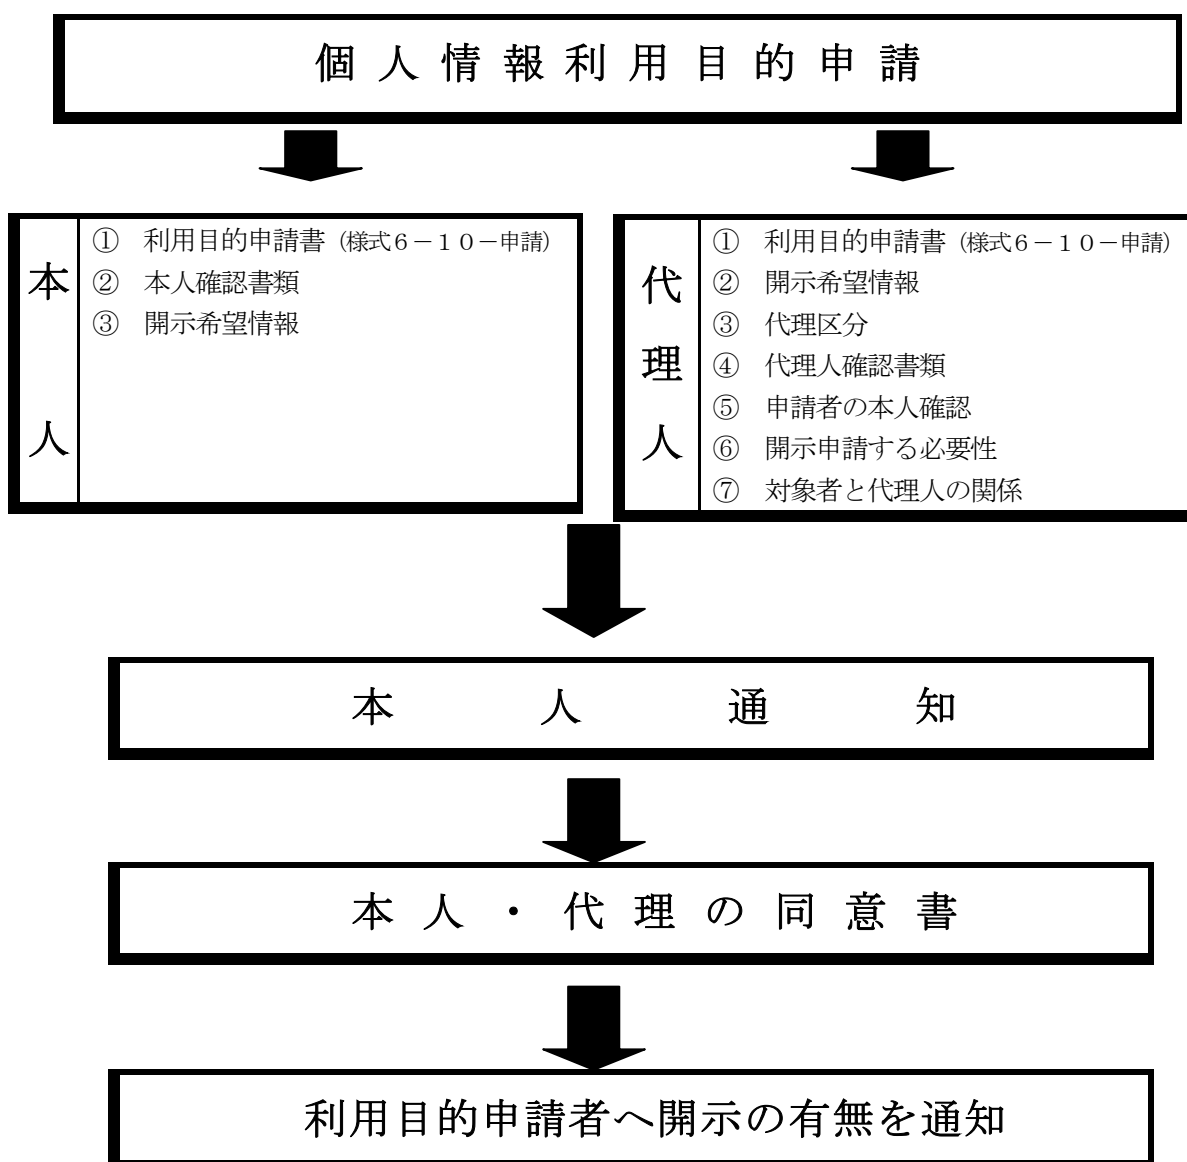 個人情報利用目的申請
本人
① 利用目的申請書（様式６－１０－申請）
② 本人確認書類
③ 開示希望情報
代理人
① 利用目的申請書（様式６－１０－申請）
② 開示希望情報
③ 代理区分
④ 代理人確認書類
⑤ 申請者の本人確認
⑥ 開示申請する必要性
⑦ 対象者と代理人の関係
本人通知
本人・代理の同意書
利用目的申請者へ開示の有無を通知